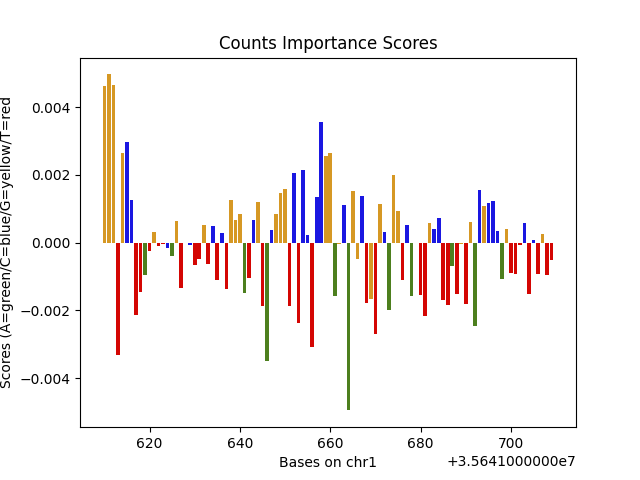 Counts Importance Scores
Scores (A=green/C=blue/G=yellow/T=red
0.004
0.002
0.000
−0.002
−0.004
620 640 660 680 700
Bases on chr1
+3.5641000000e7